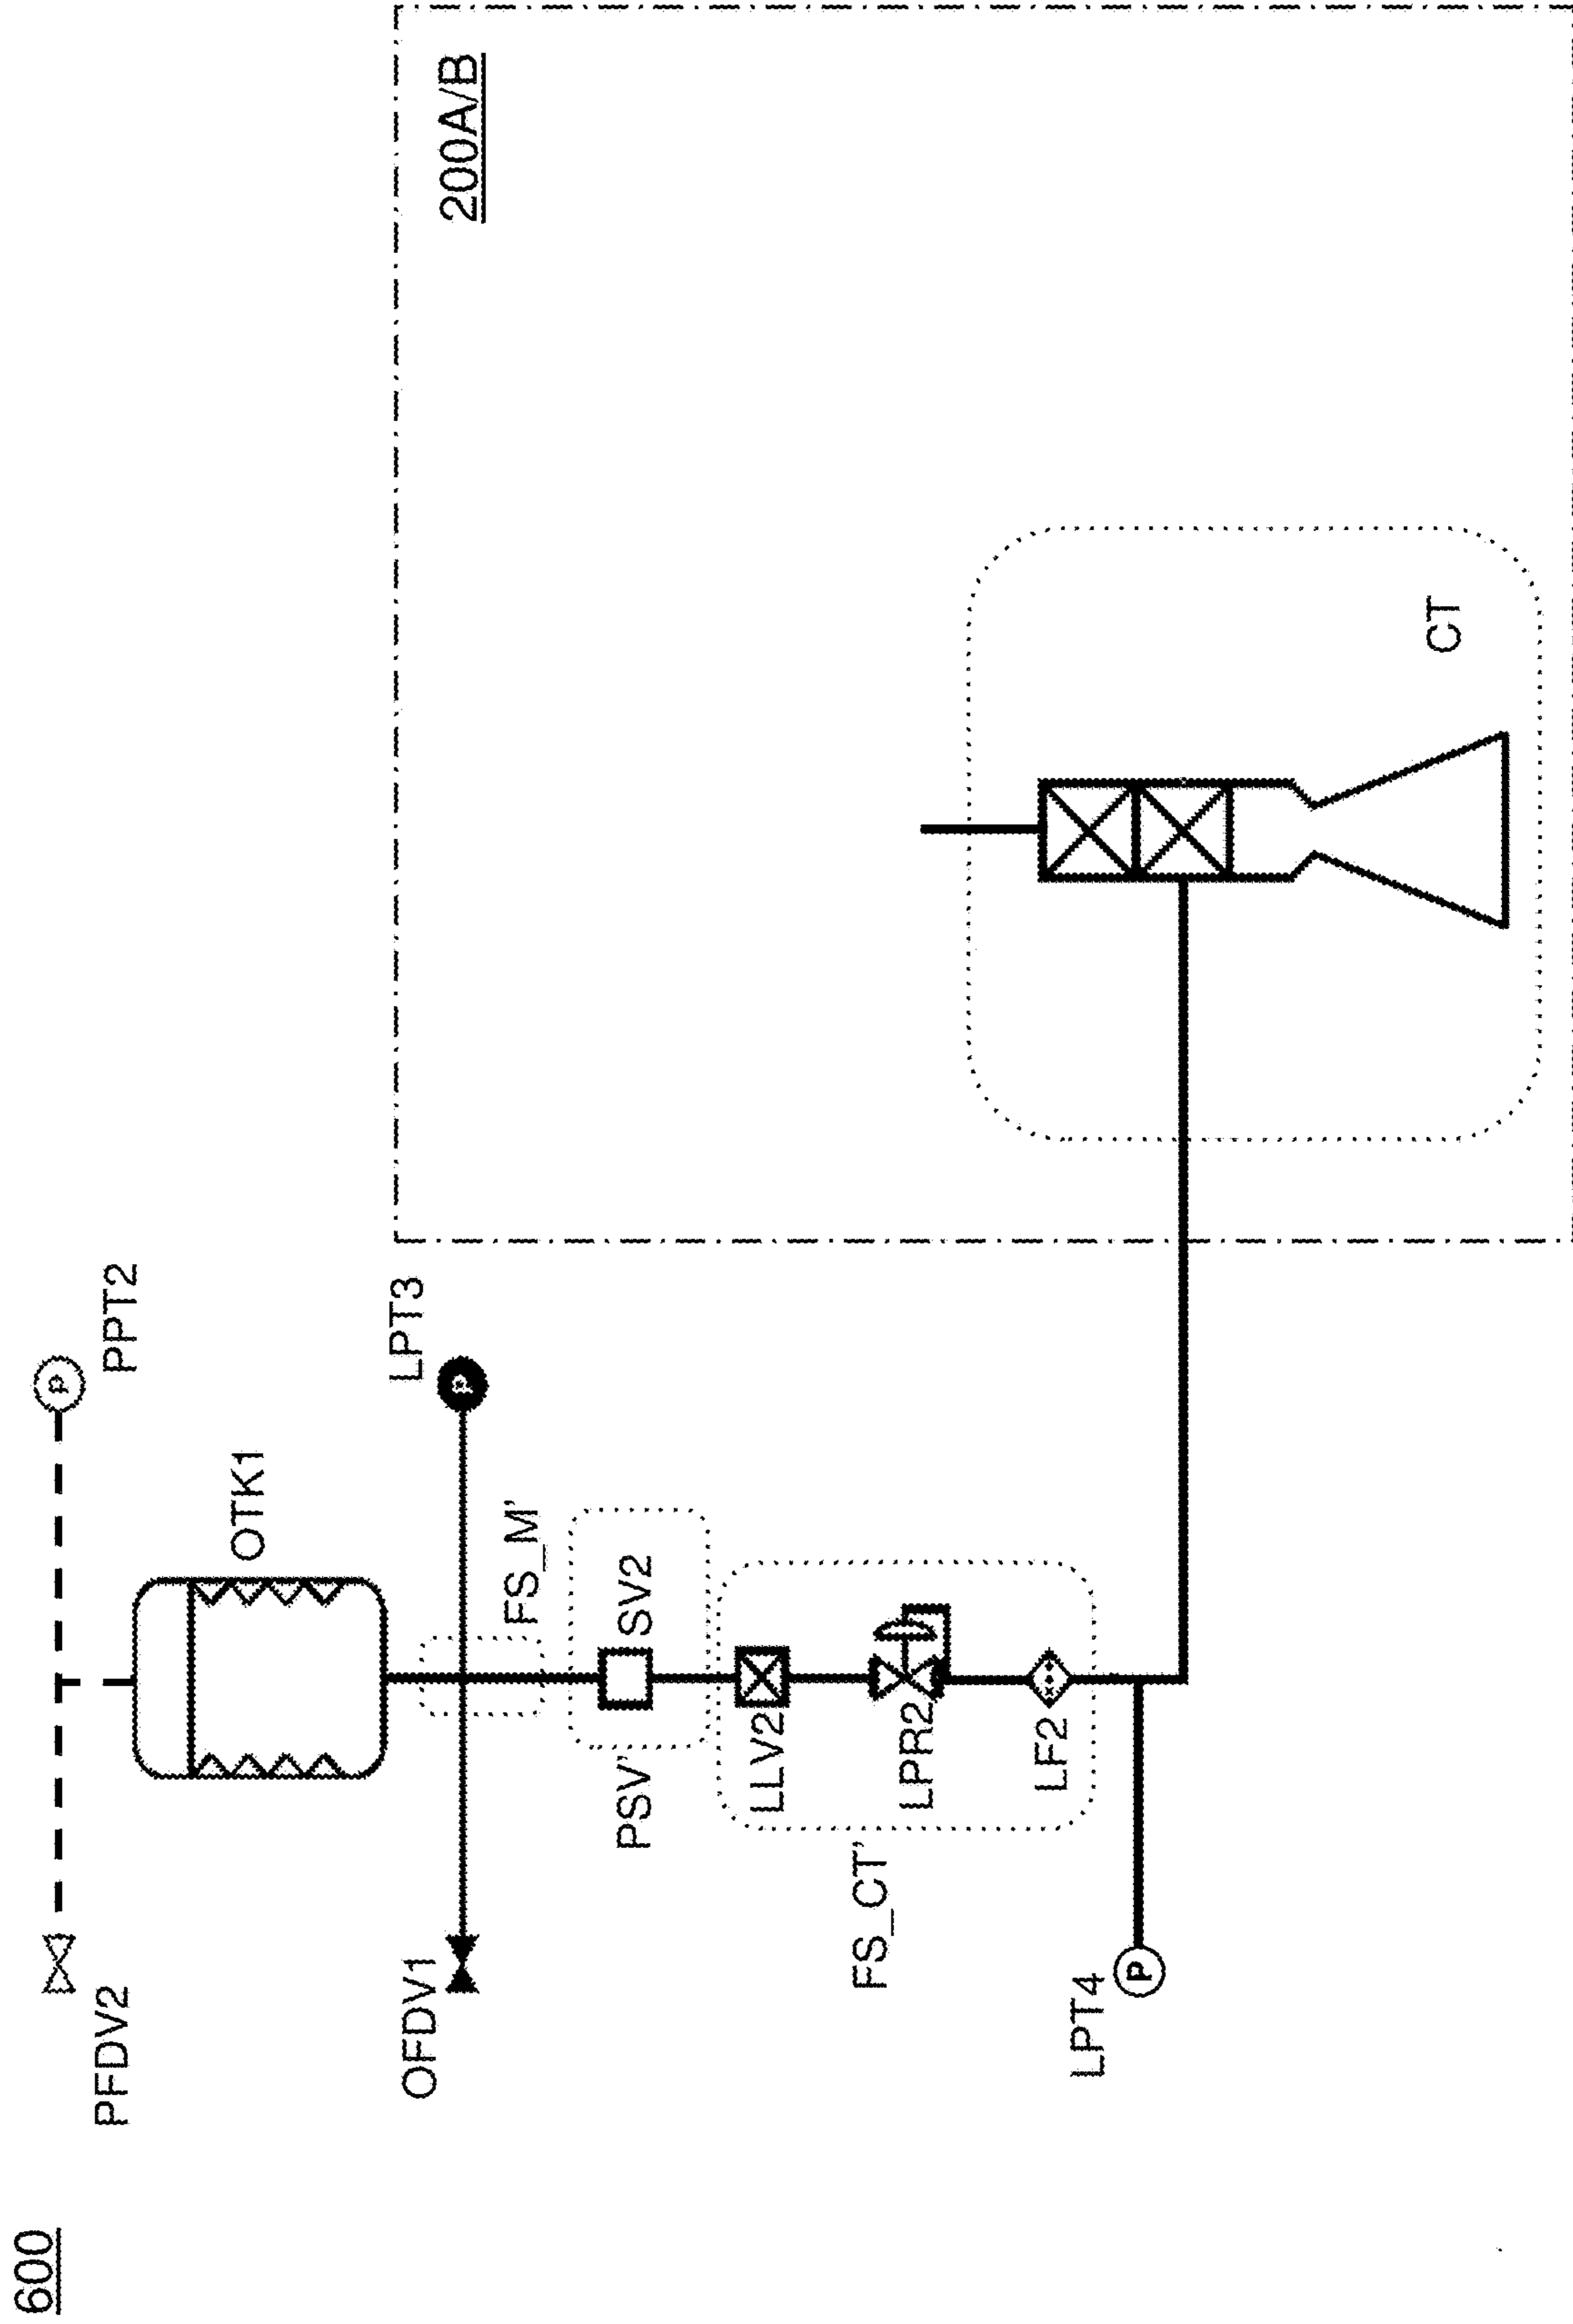 600
PFDV2
PPT2
OTK1
OFDV1
LPT3
FS_M’
PSV’
SV2
LLV2
LPR2
LF2
FS_CT’
LPT4
P
P
P
200A/B
CT